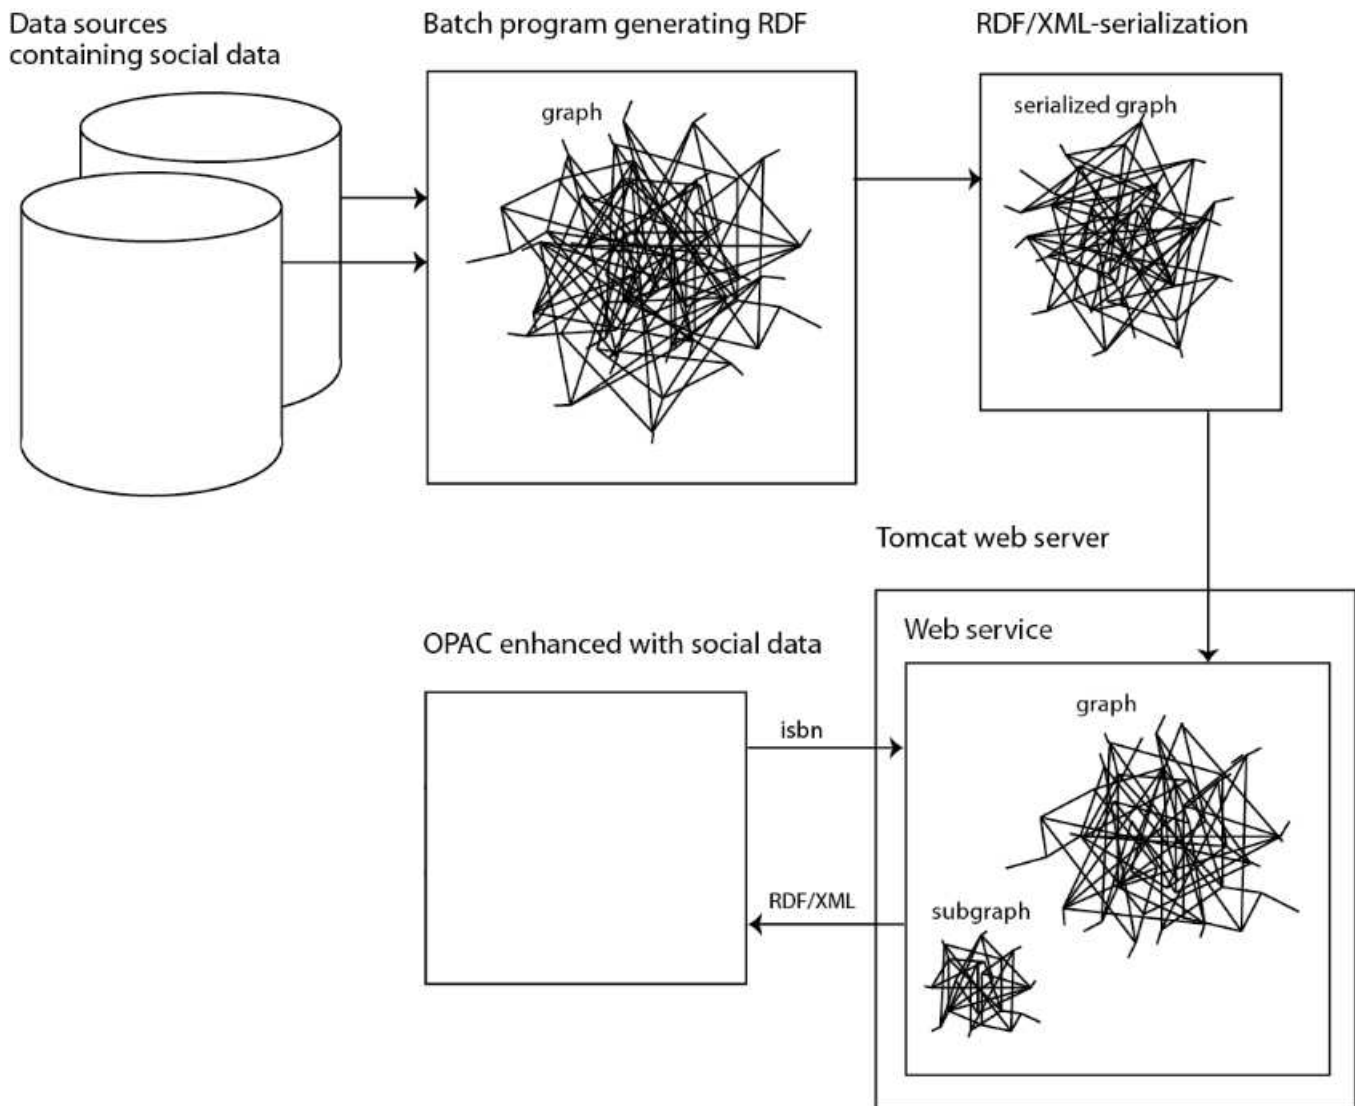 Data sources
containing social data
Batch program generating RDF
RDF/XML-serialization
graph
serialized graph
Tomcat web server
OPAC enhanced with social data
Web service
isbn
graph
RDF/XML
subgraph